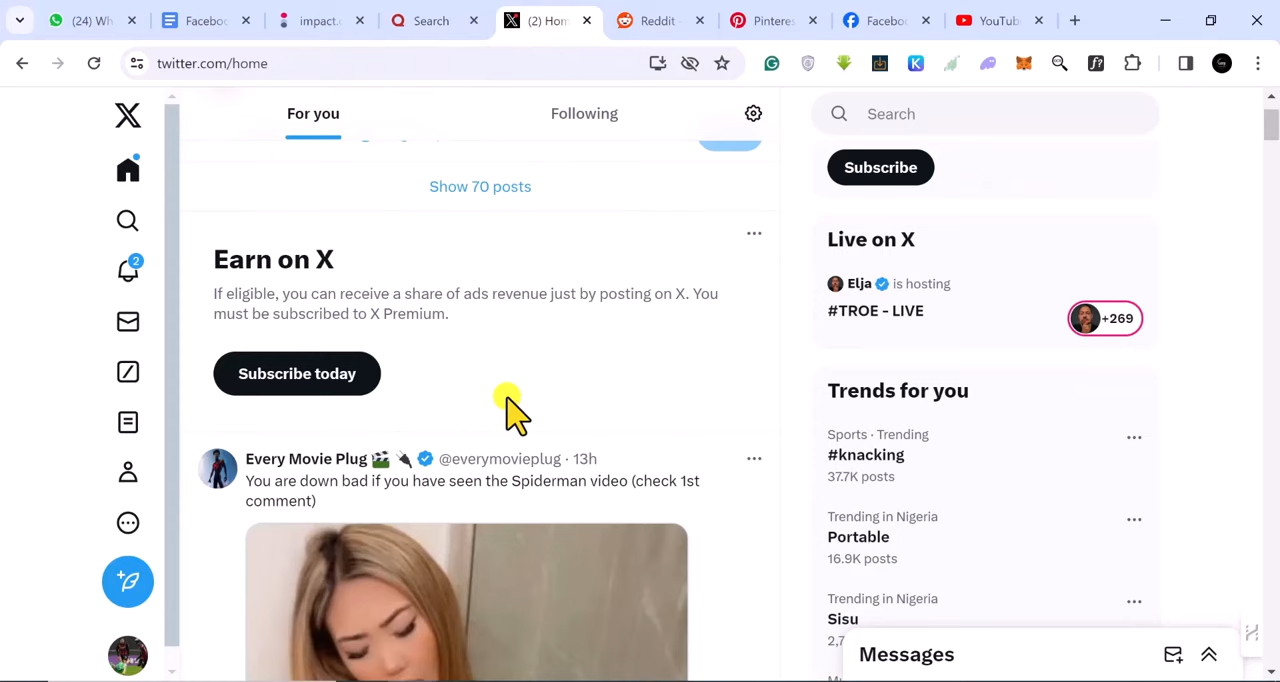 (24) Wh
Facebo
impact.
Search
(2) Hom
Reddit -
Pinteres
Facebo
YouTub
twitter.com/home
For you
Following
Show 70 posts
Earn on X
If eligible, you can receive a share of ads revenue just by posting on X. You
must be subscribed to X Premium.
Subscribe today
Every Movie Plug @everymovieplug · 13h
You are down bad if you have seen the Spiderman video (check 1st
comment)
2
Search
Subscribe
Live on X
Elja is hosting
#TROE - LIVE
+269
Trends for you
Sports · Trending
#knacking
37.7K posts
Trending in Nigeria
Portable
16.9K posts
Trending in Nigeria
Sisu
Messages